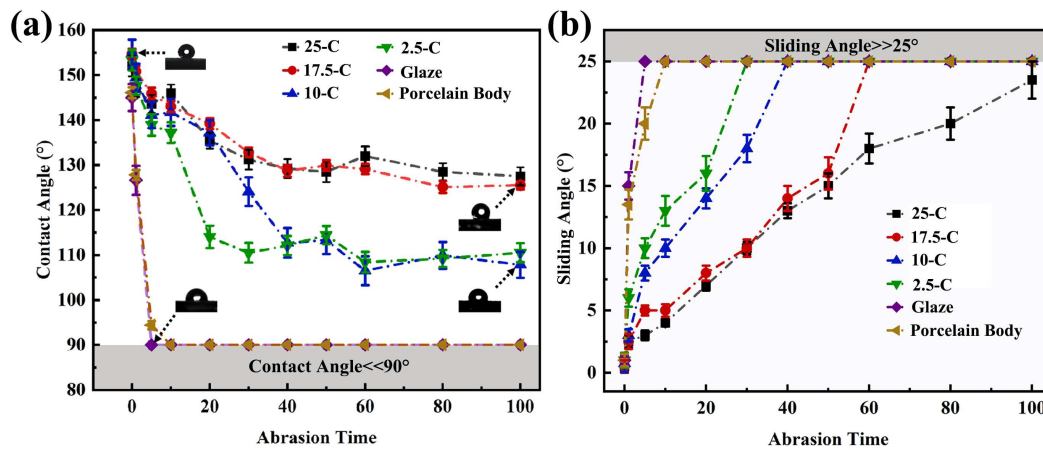 (a)
160
150
140
130
120
110
100
90
80
Contact Angle (°)
25-C
17.5-C
10-C
2.5-C
Glaze
Porcelain Body
Contact Angle<<90°
0 20 40 60 80 100
Abrasion Time
(b)
25
20
15
10
5
0
Sliding Angle (°)
Sliding Angle>>25°
25-C
17.5-C
10-C
2.5-C
Glaze
Porcelain Body
0 20 40 60 80 100
Abrasion Time